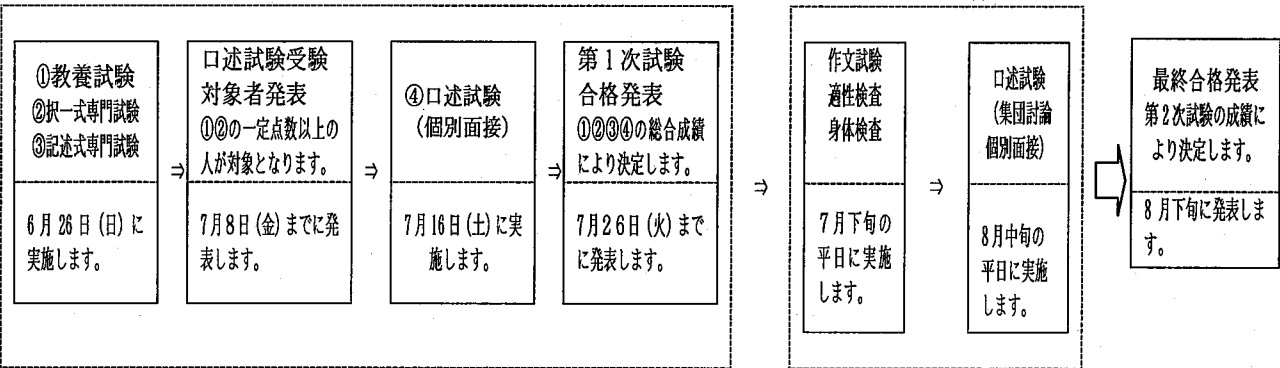 ①教養試験
②択一式専門試験
③記述式専門試験
6月26日(日)に
実施します。
⇒
口述試験受験
対象者発表
①②の一定点数以上の
人が対象となります。
7月8日(金)までに発
表します。
⇒
④口述試験
(個別面接)
7月16日(土)に実
施します。
⇒
第1次試験
合格発表
①②③④の総合成績
により決定します。
7月26日(火)まで
に発表します。
⇒
作文試験
適性検査
身体検査
7月下旬の
平日に実施
します。
⇒
口述試験
(集団討論
個別面接)
8月中旬の
平日に実施
します。
最終合格発表
第2次試験の成績に
より決定します。
8月下旬に発表しま
す。